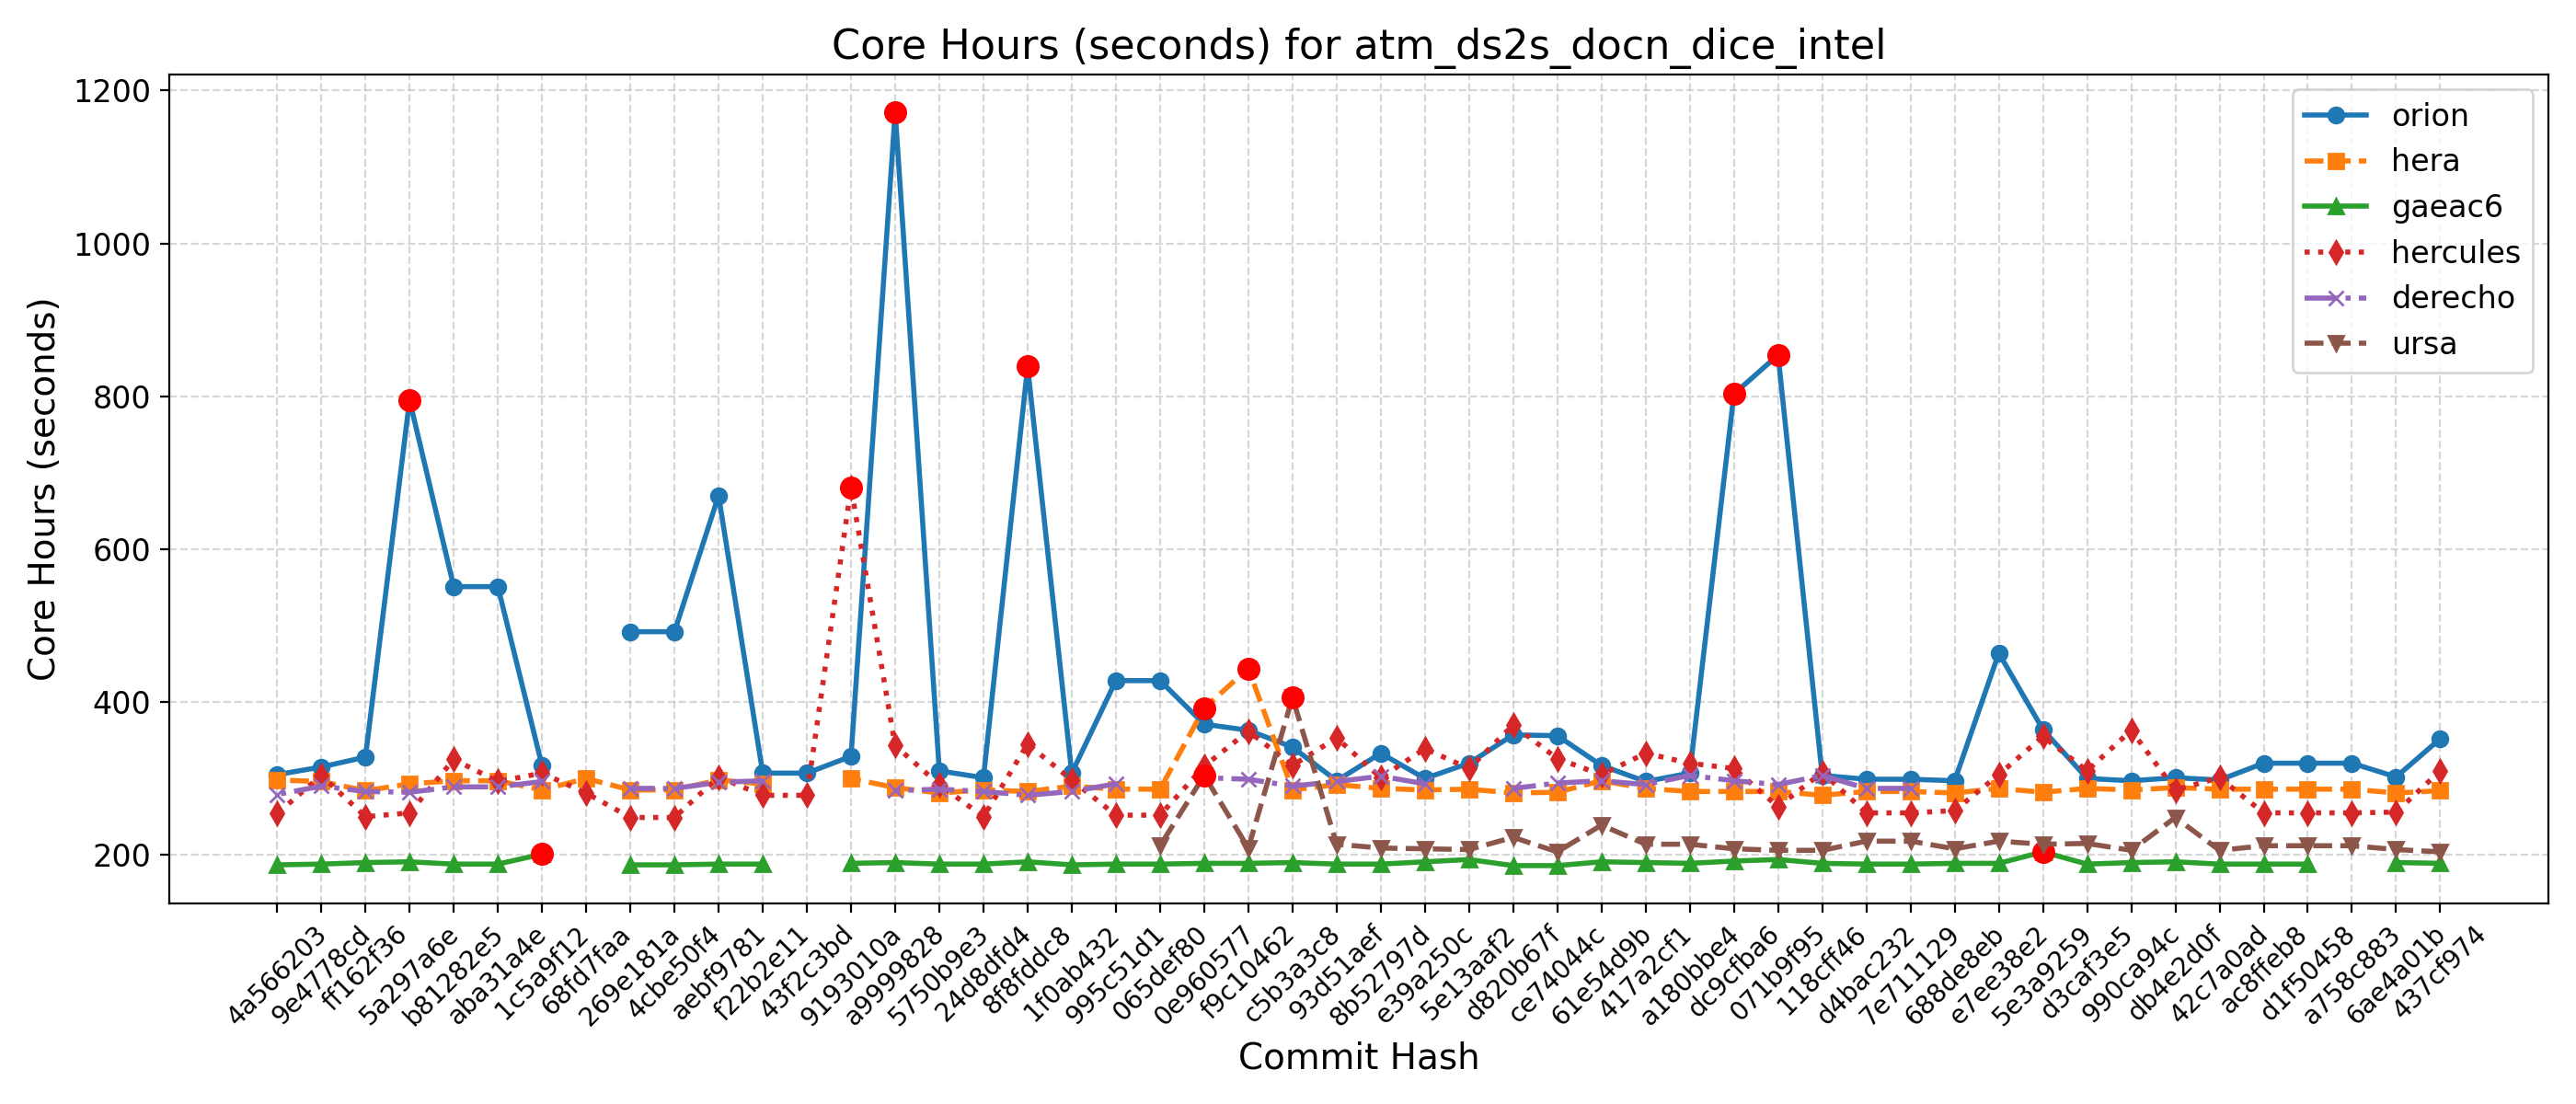 Core Hours (seconds) for atm_ds2s_docn_dice_intel
Core Hours (seconds)
1200
1000
800
600
400
200
orion
hera
gaeac6
hercules
derecho
ursa
4a566203
9e4778cd
ff162f36
5a297a6e
b81282e5
aba31a4e
1c5a9f12
68fd7faa
269e181a
4cbe50f4
aebf9781
f22b2e11
43f2c3bd
9193010a
a9999828
5750b9e3
24d8dfd4
8f8fddc8
1f0ab432
995c51d1
065def80
0e960577
f9c10462
c5b3a3c8
93d51aef
8b52797d
e39a250c
5e13aaf2
d820b67f
ce74044c
61e54d9b
417a2cf1
a180bbe4
dc9cfba6
071b9f95
118cff46
d4bac232
7e711129
688de8eb
e7ee38e2
5e3a9259
d3caf3e5
990ca94c
db4e2d0f
42c7a0ad
ac8ffeb8
d1f50458
a758c883
6ae4a01b
437cf974
Commit Hash